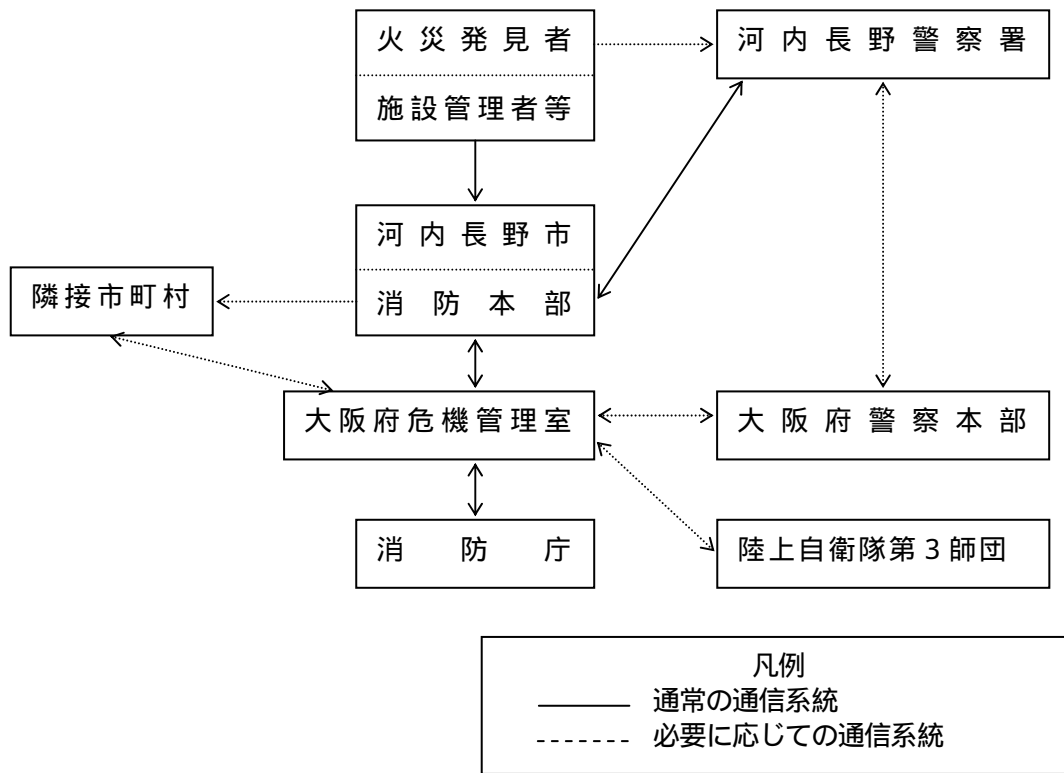 火災発見者
河内長野警察署
施設管理者等
河内長野市
隣接市町村
消防本部
大阪府危機管理室
大阪府警察本部
消防庁
陸上自衛隊第３師団
凡例
通常の通信系統
必要に応じての通信系統